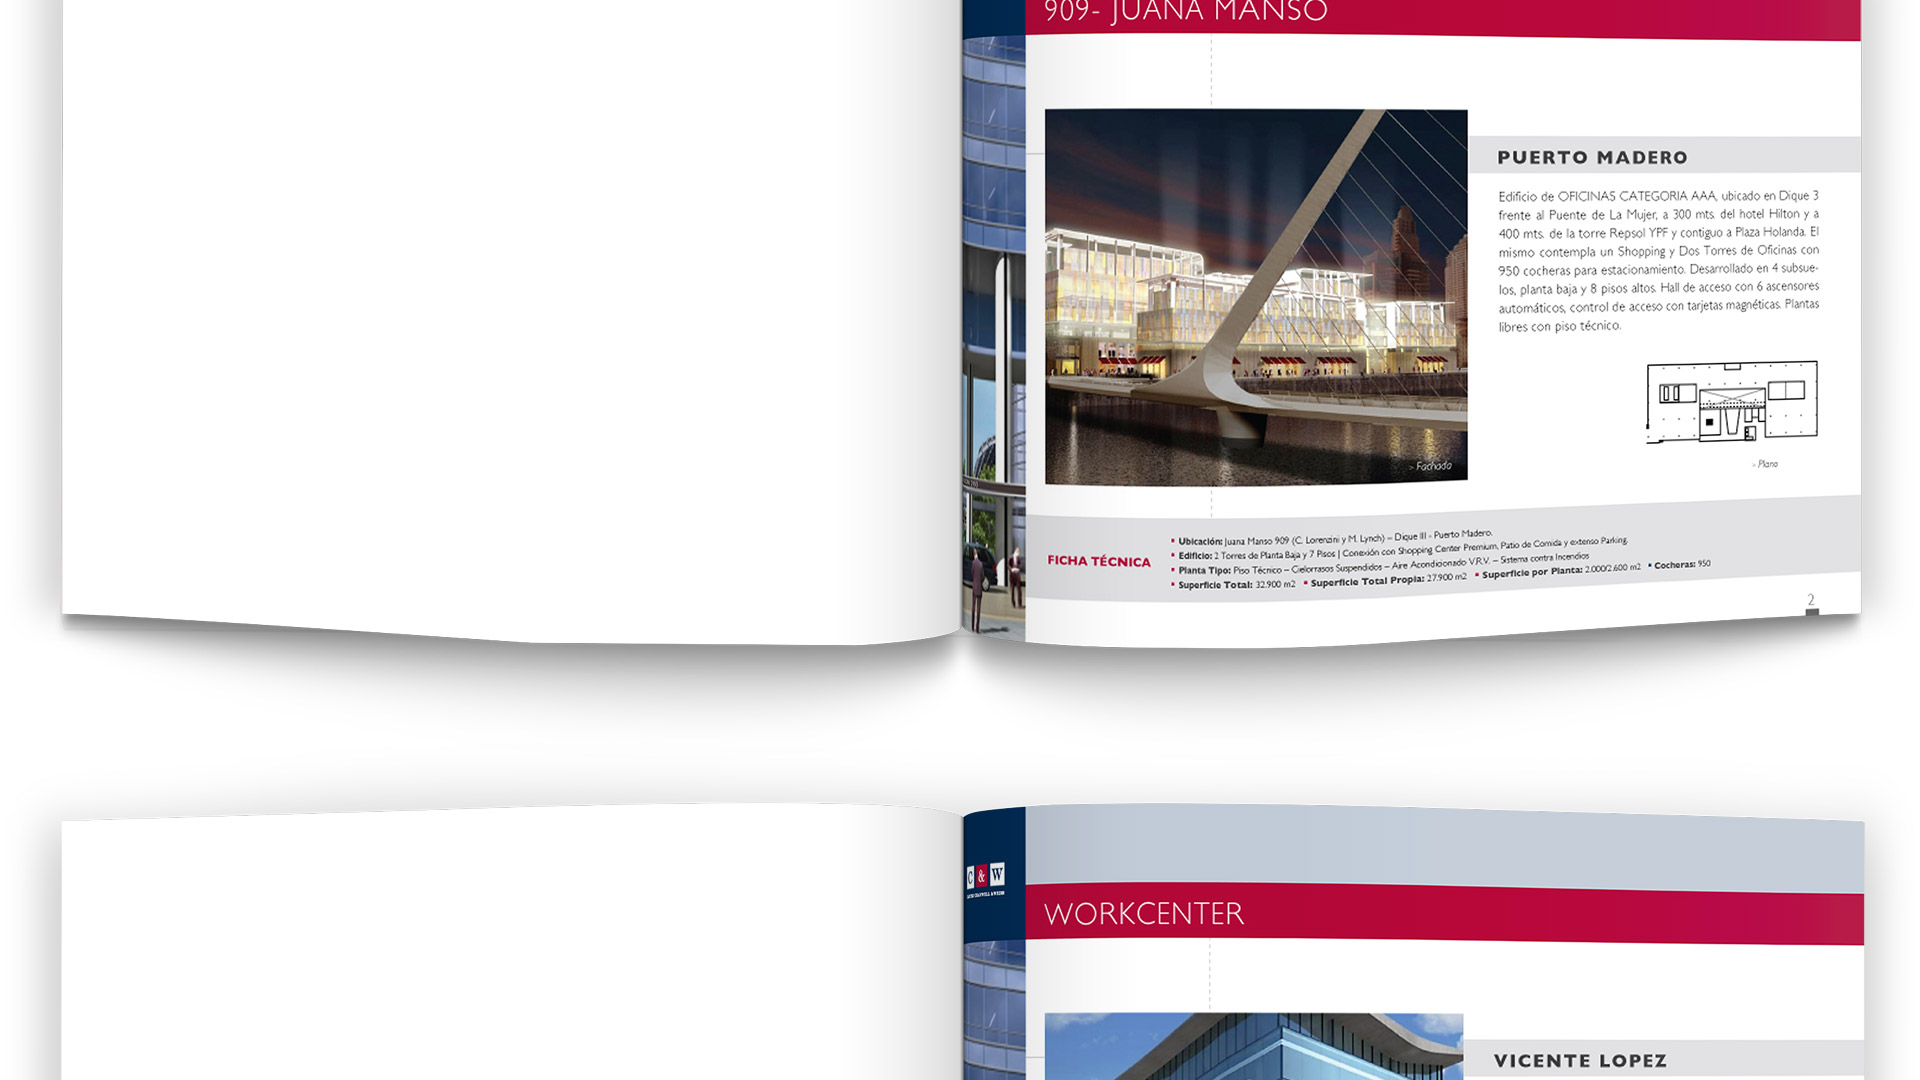 909- JUANA MANSO
PUERTO MADERO
Edificio de OFICINAS CATEGORIA AAA, ubicado en Dique 3
frente al Puente de La Mujer, a 300 mts. del hotel Hilton y a
400 mts. de la torre Repsol YPF y contiguo a Plaza Holanda. El
mismo contempla un Shopping y Dos Torres de Oficinas con
950 cocheras para estacionamiento. Desarrollado en 4 subsue-
los, planta baja y 8 pisos altos. Hall de acceso con 6 ascensores
automáticos, control de acceso con tarjetas magnéticas. Plantas
libres con piso técnico.
> Fachada
> Plano
FICHA TÉCNICA
▪ Ubicación: Juana Manso 909 (C. Lorenzini y M. Lynch) – Dique III - Puerto Madero.
▪ Edificio: 2 Torres de Planta Baja y 7 Pisos | Conexión con Shopping Center Premium, Patio de Comida y extenso Parking.
▪ Planta Tipo: Piso Técnico – Cielorrasos Suspendidos – Aire Acondicionado V.R.V. – Sistema contra Incendios
▪ Superficie Total: 32.900 m2 ▪ Superficie Total Propia: 27.900 m2 ▪ Superficie por Planta: 2.000/2.600 m2 ▪ Cocheras: 950
2
C&W
WORKCENTER
VICENTE LOPEZ